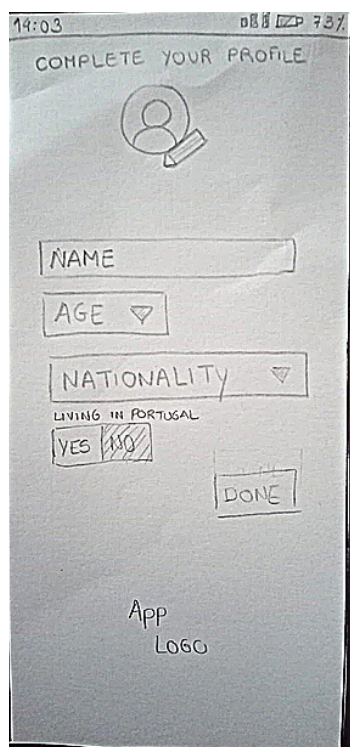 14:03 73%
COMPLETE YOUR PROFILE
NAME
AGE
NATIONALITY
LIVING IN PORTUGAL
YES NO
DONE
App
LOGO